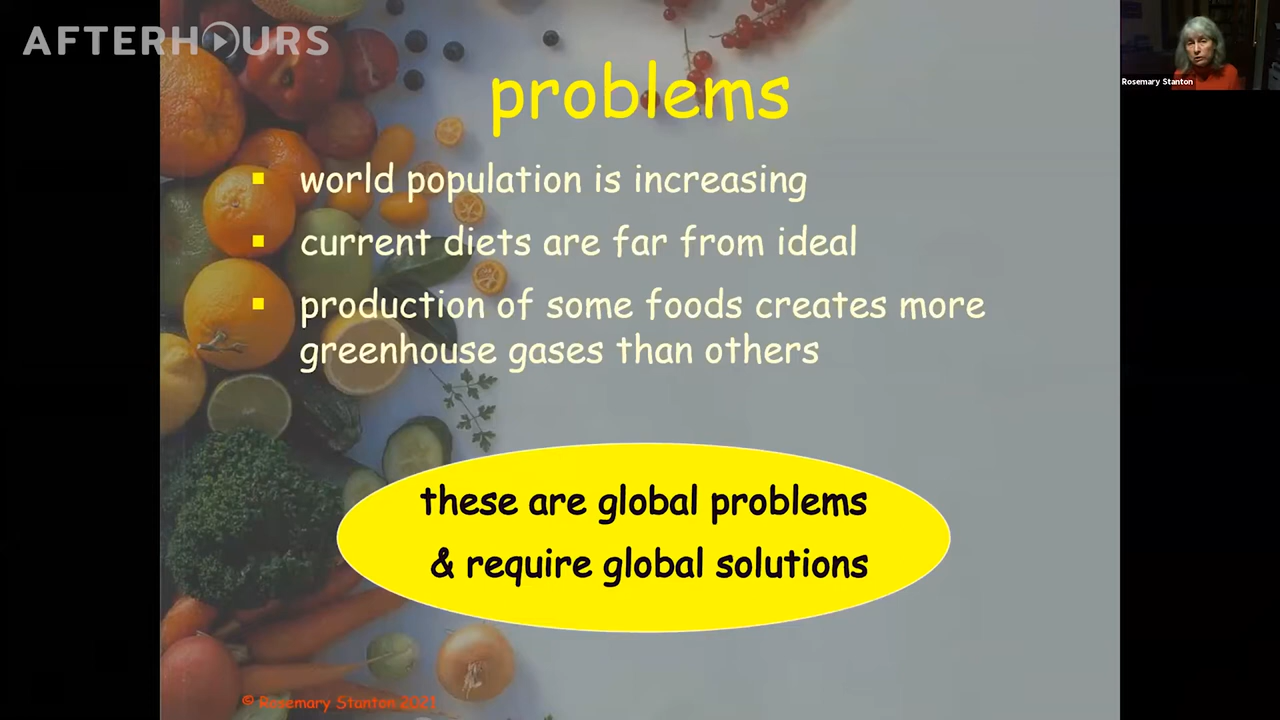 AFTERHOURS
Rosemary Stanton
problems
world population is increasing
current diets are far from ideal
production of some foods creates more
greenhouse gases than others
these are global problems
& require global solutions
© Rosemary Stanton 2021